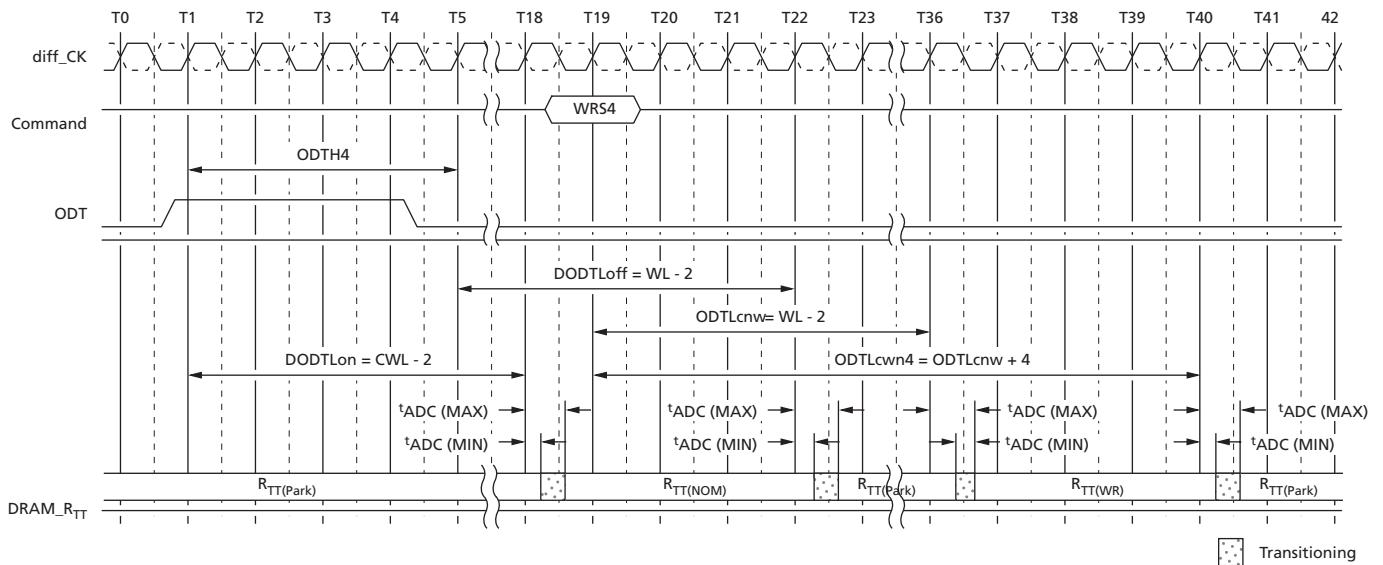 T0 T1 T2 T3 T4 T5 T18 T19 T20 T21 T22 T23 T36 T37 T38 T39 T40 T41 42
diff_CK
WRS4
Command
ODTH4
ODT
DODTLoff = WL - 2
ODTLcnw= WL - 2
DODTLon = CWL - 2 ODTLcwn4 = ODTLcnw + 4
tADC (MAX) tADC (MAX) tADC (MAX) tADC (MAX)
tADC (MIN) tADC (MIN) tADC (MIN) tADC (MIN)
RTT(Park) RTT(NOM) RTT(Park) RTT(WR) RTT(Park)
DRAM_RTT
Transitioning